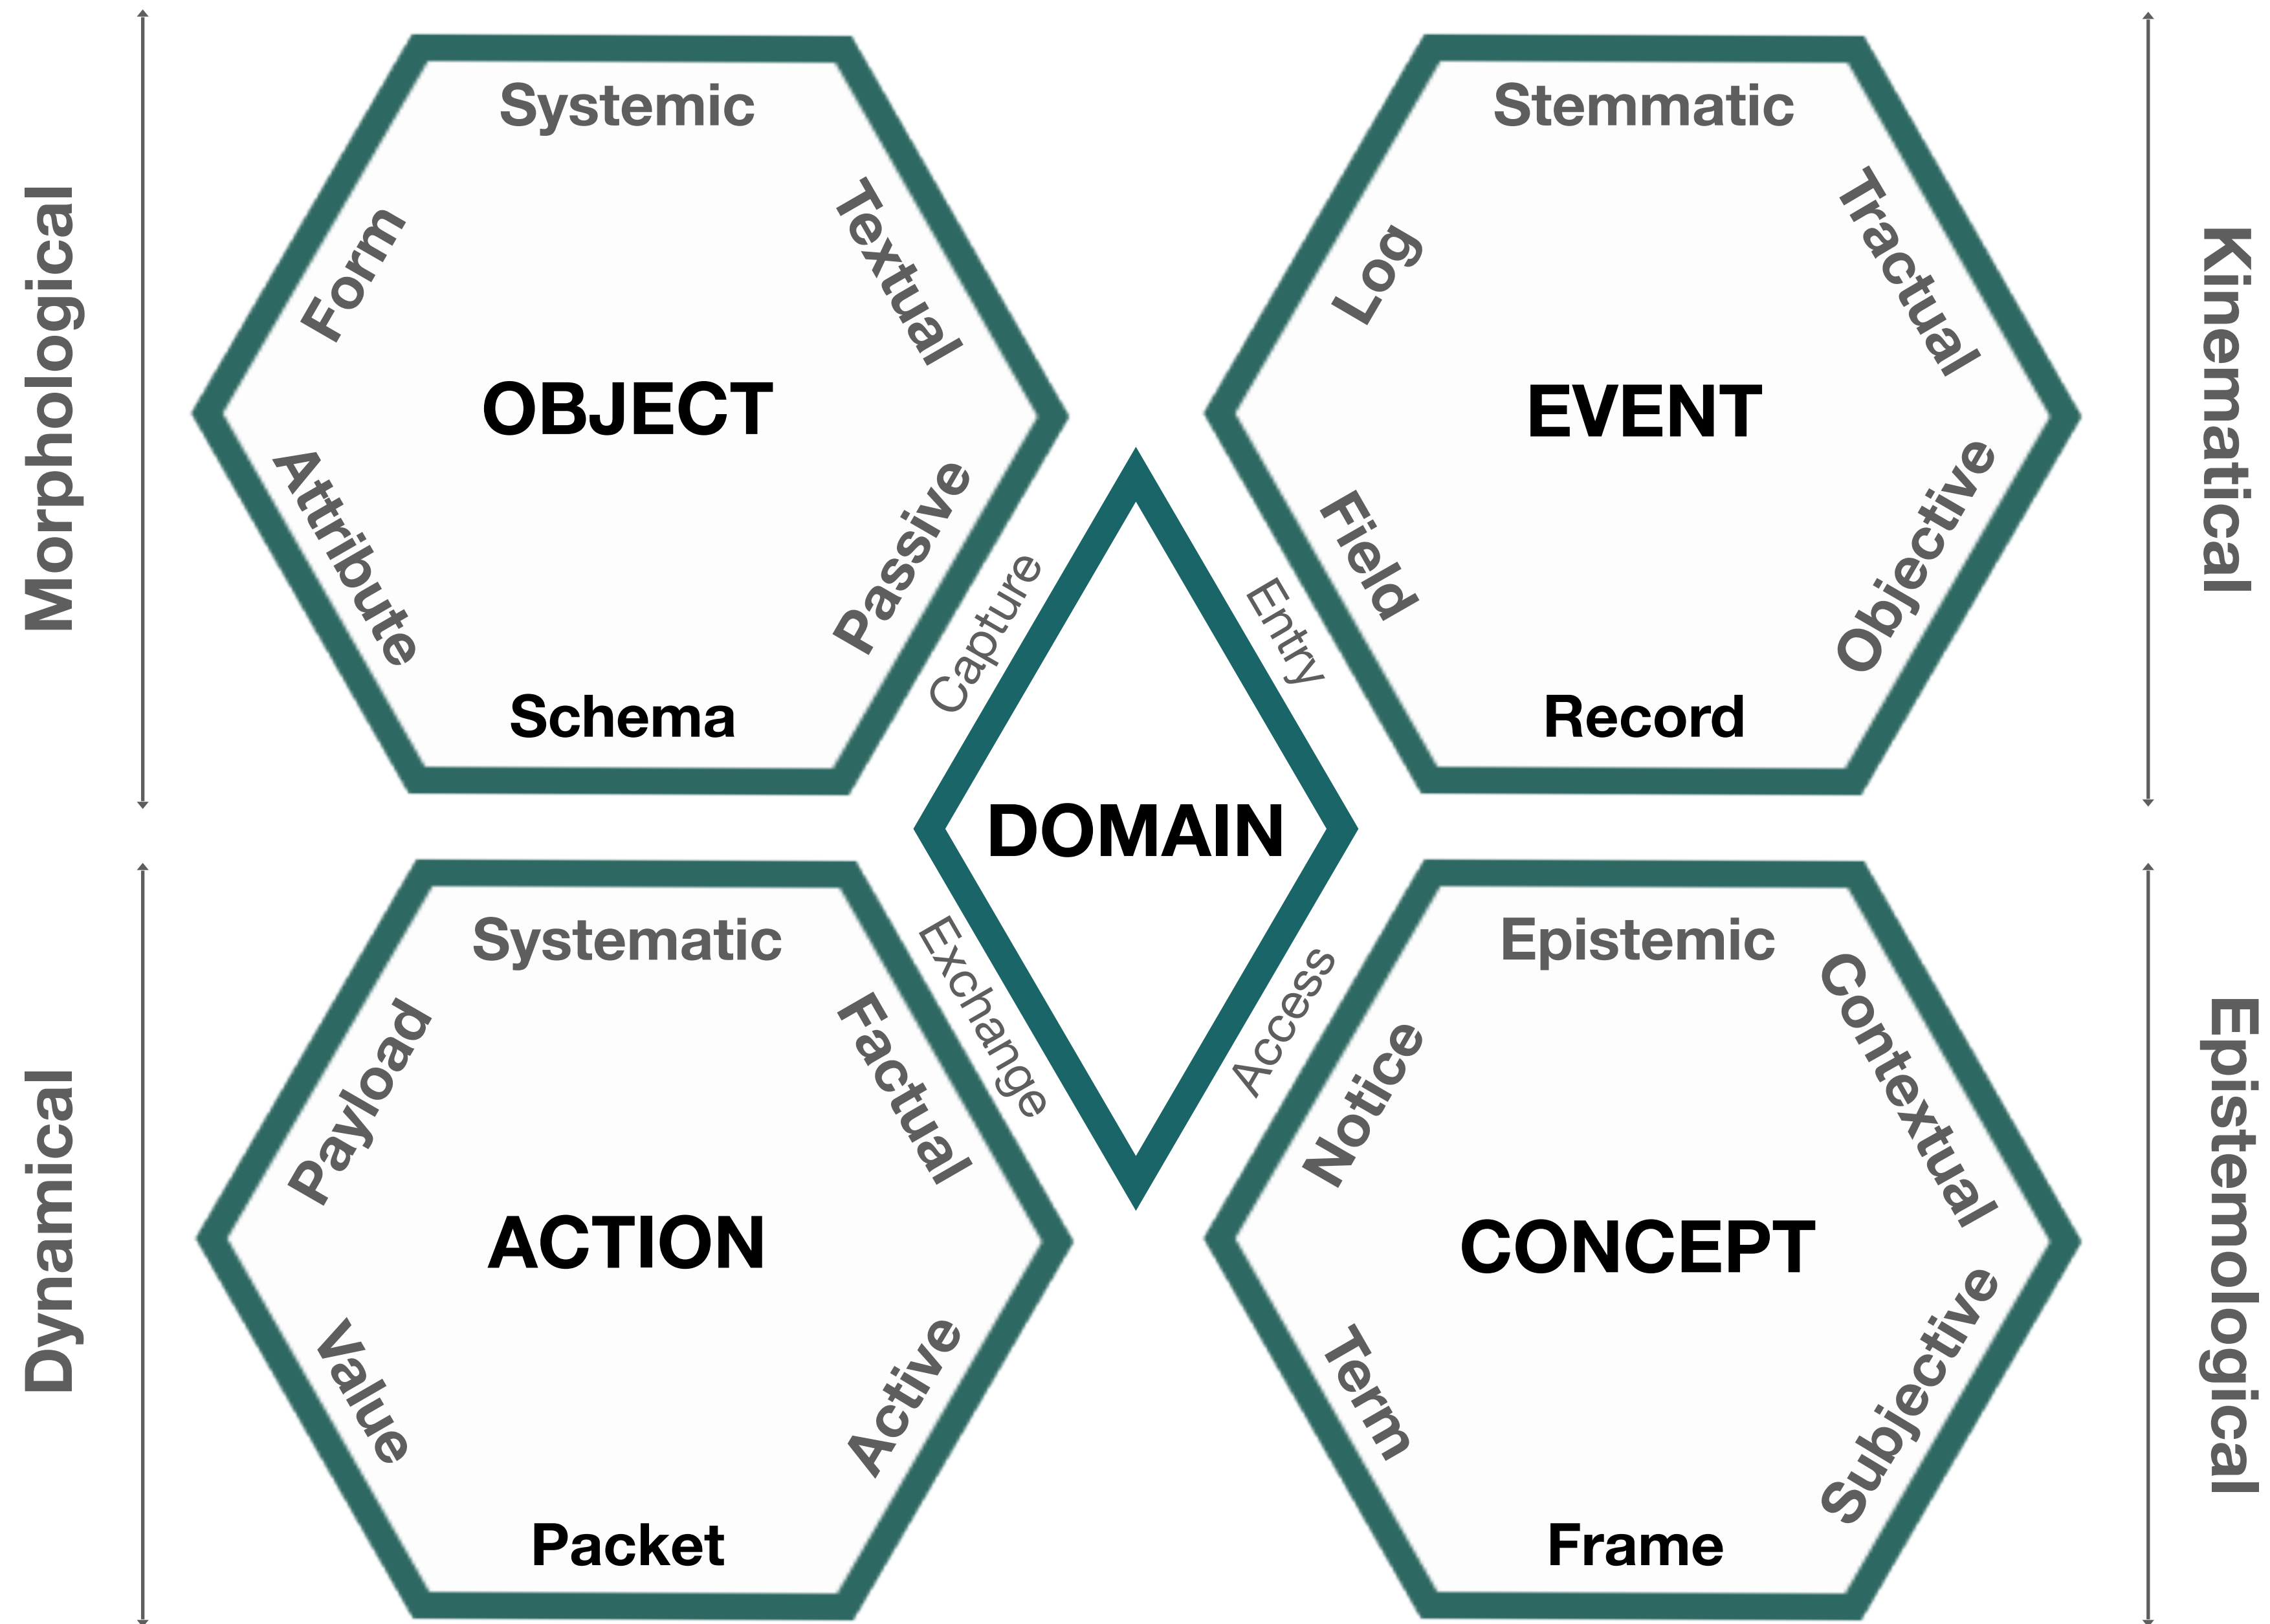 Morphological
Systemic
Form
Textual
OBJECT
Attribute
Passive
Schema
Stemmatic
Log
Tractual
EVENT
Field
Objective
Record
Kinematical
Capture
Entry
DOMAIN
Exchange
Access
Dynamical
Systematic
Payload
Factual
ACTION
Value
Active
Packet
Epistemic
Notice
Contextual
CONCEPT
Term
Subjective
Frame
Epistemological